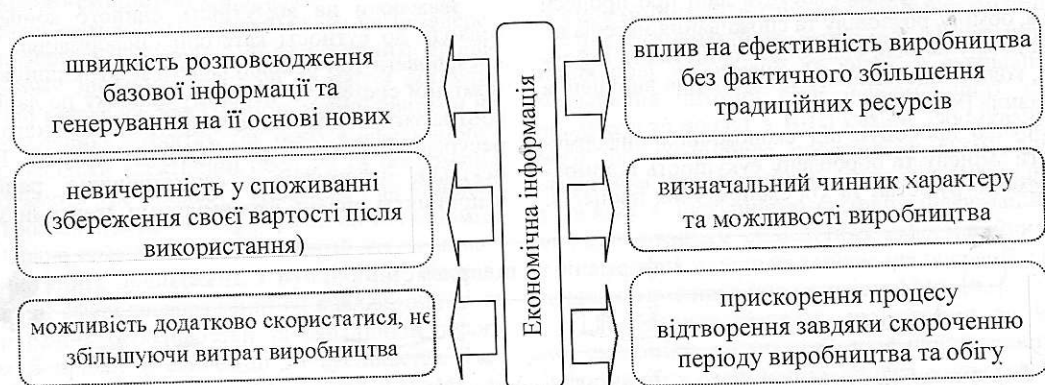 швидкість розповсюдження
базової інформації та
генерування на її основі нових
невичерпність у споживанні
(збереження своєї вартості після
використання)
можливість додатково скористатися, не
збільшуючи витрат виробництва
Економічна інформація
вплив на ефективність виробництва
без фактичного збільшення
традиційних ресурсів
визначальний чинник характеру
та можливості виробництва
прискорення процесу
відтворення завдяки скороченню
періоду виробництва та обігу